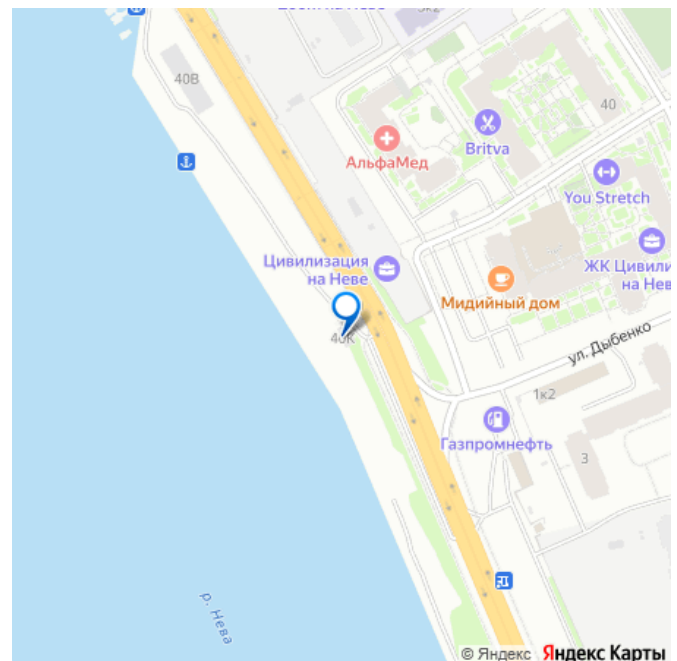 5к2
40В
40
Britva
АльфаМед
You Stretch
Цивилизация
на Неве
ЖК Цивили
на Нев
Мидийный дом
40К
ул. Дыбенко
1к2
Газпромнефть
3
р. Нева
© Яндекс Яндекс Карты